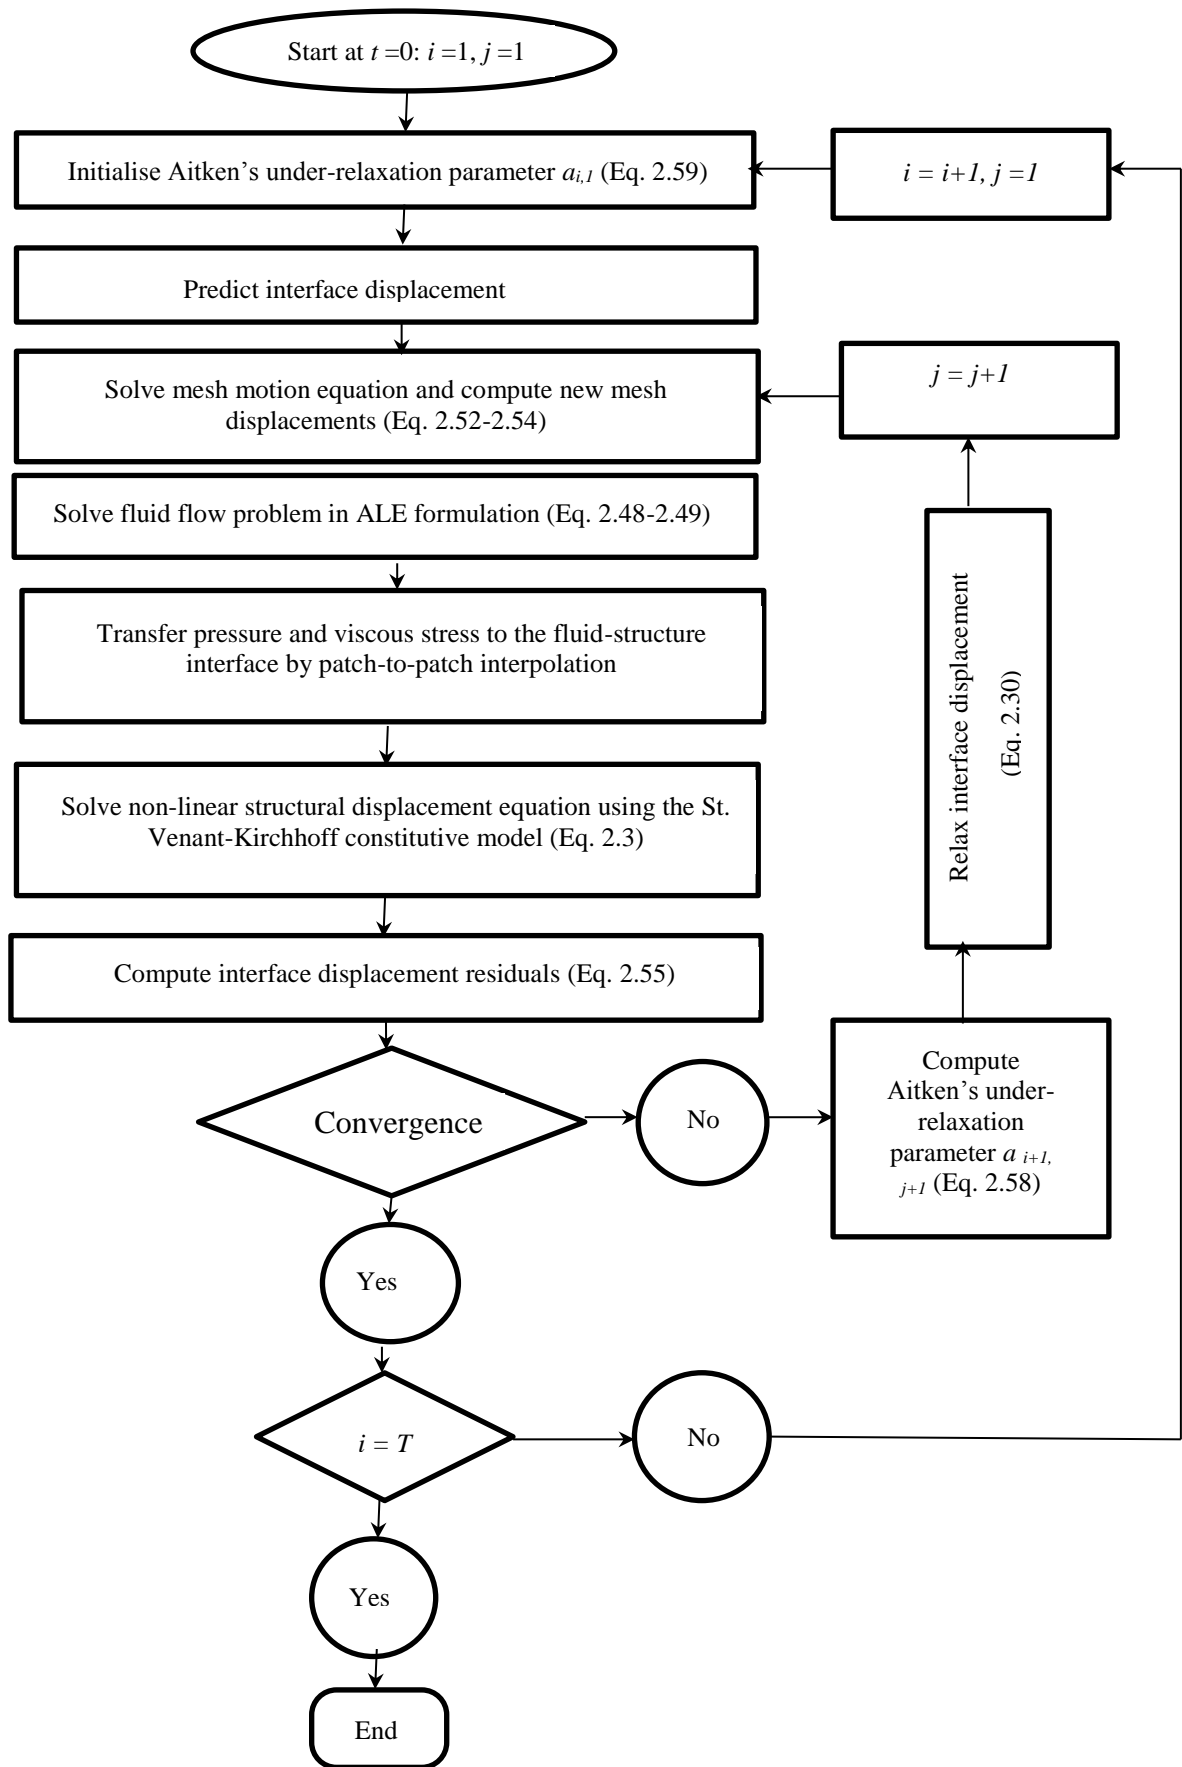 Start at t =0: i =1, j =1
Initialise Aitken's under-relaxation parameter ai,1 (Eq. 2.59)
i = i+1, j =1
Predict interface displacement
Solve mesh motion equation and compute new mesh
displacements (Eq. 2.52-2.54)
j = j+1
Solve fluid flow problem in ALE formulation (Eq. 2.48-2.49)
Transfer pressure and viscous stress to the fluid-structure
interface by patch-to-patch interpolation
Relax interface displacement
(Eq. 2.30)
Solve non-linear structural displacement equation using the St.
Venant-Kirchhoff constitutive model (Eq. 2.3)
Compute interface displacement residuals (Eq. 2.55)
Convergence
No
Compute
Aitken's under-
relaxation
parameter a i+1,
j+1 (Eq. 2.58)
Yes
i = T
No
Yes
End